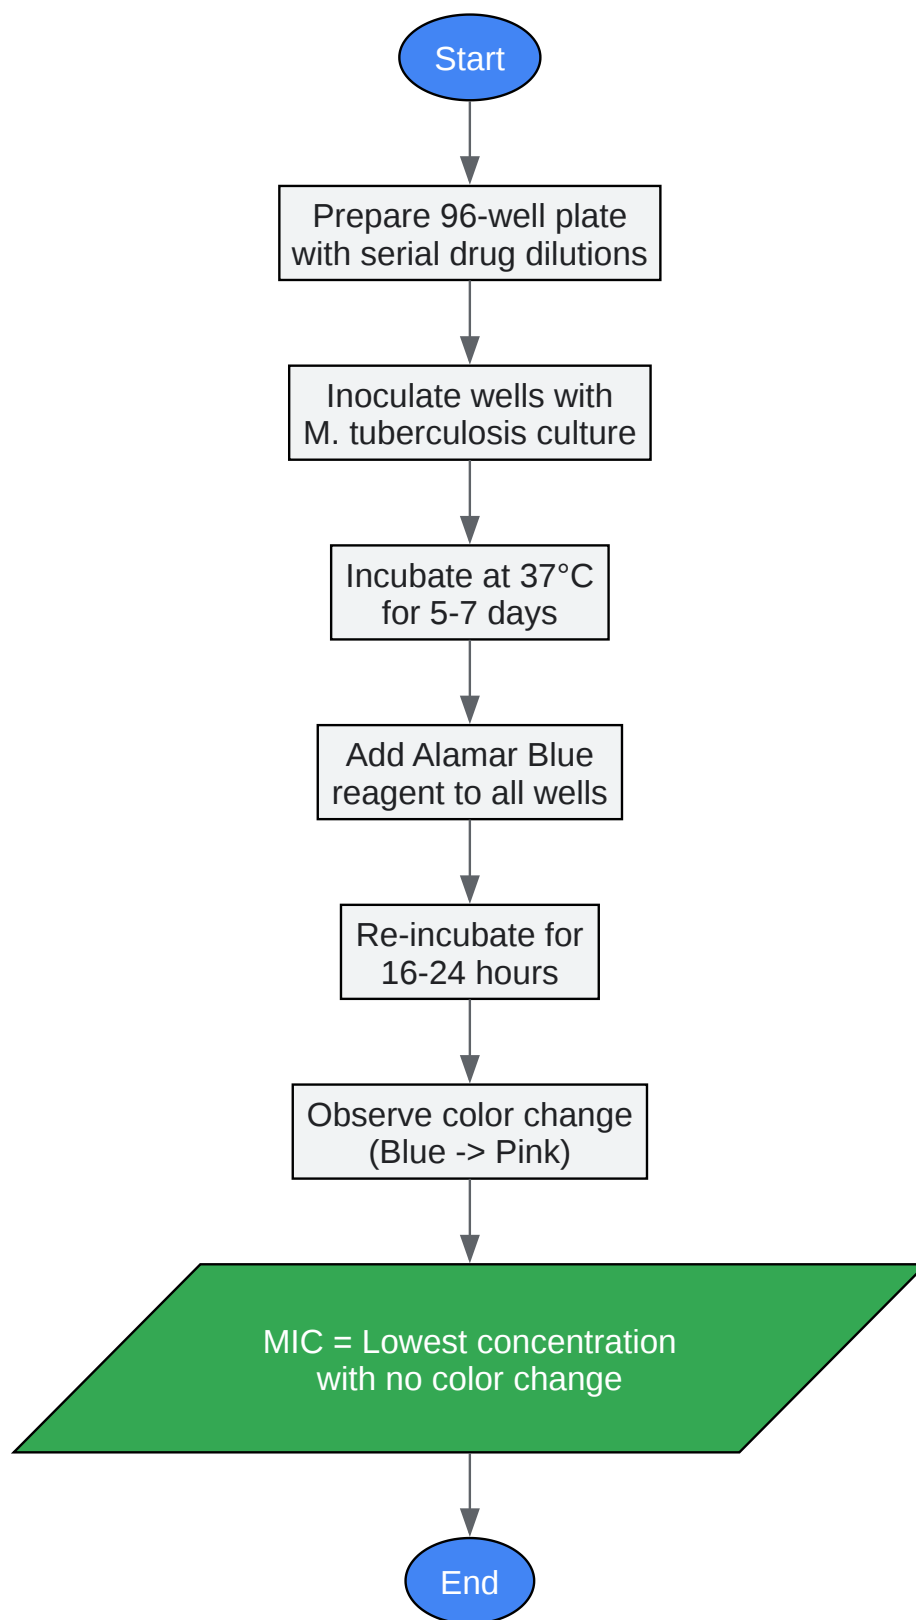 Start
Prepare 96-well plate
with serial drug dilutions
Inoculate wells with
M. tuberculosis culture
Incubate at 37°C
for 5-7 days
Add Alamar Blue
reagent to all wells
Re-incubate for
16-24 hours
Observe color change
(Blue -> Pink)
MIC = Lowest concentration
with no color change
End